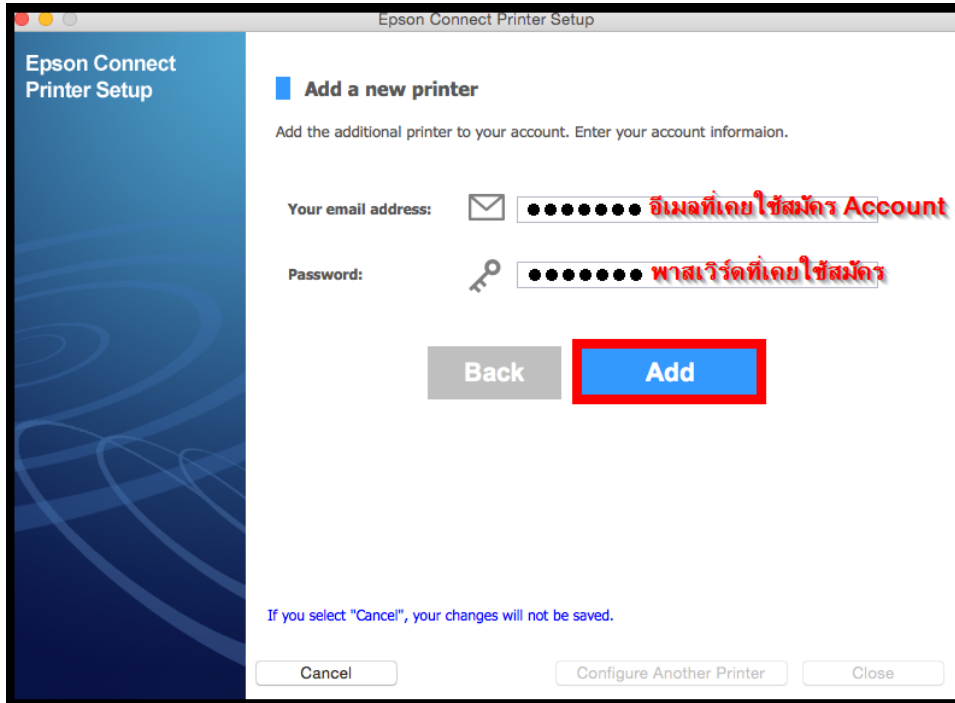 Epson Connect Printer Setup
Epson Connect
Printer Setup
Add a new printer
Add the additional printer to your account. Enter your account informaion.
Your email address: ●●●●●●● อีเมลที่เคยใช้สมัคร Account
Password: ●●●●●●● พาสเวิร์ดที่เคยใช้สมัคร
Back Add
If you select "Cancel", your changes will not be saved.
Cancel Configure Another Printer Close